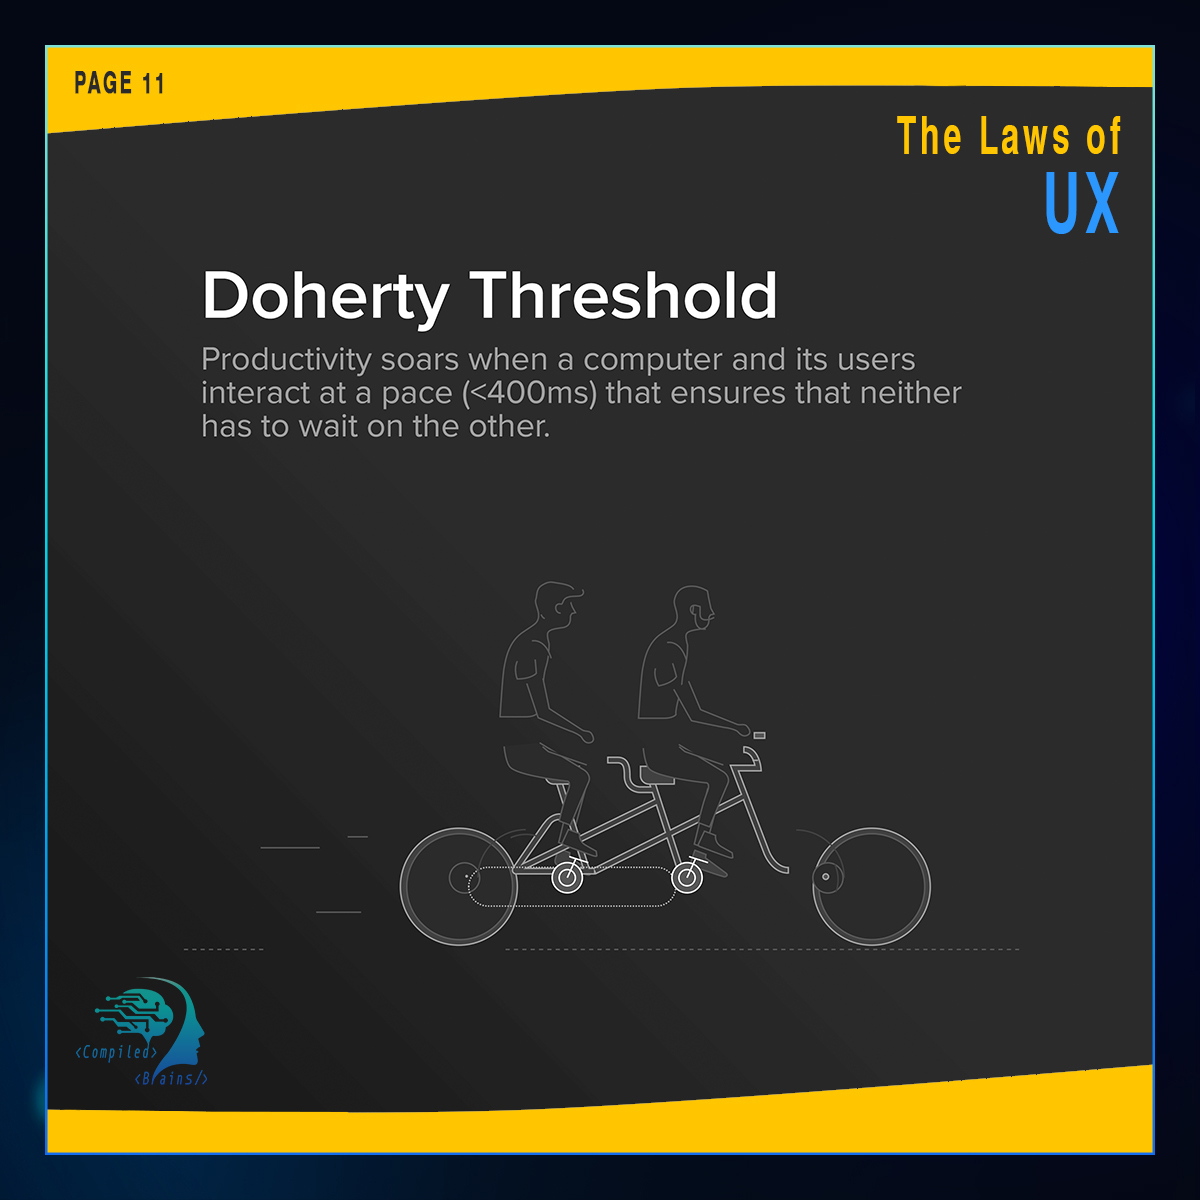 PAGE 11
The Laws of
UX
Doherty Threshold
Productivity soars when a computer and its users
interact at a pace (<400ms) that ensures that neither
has to wait on the other.
<Compiled>
<Brains/>